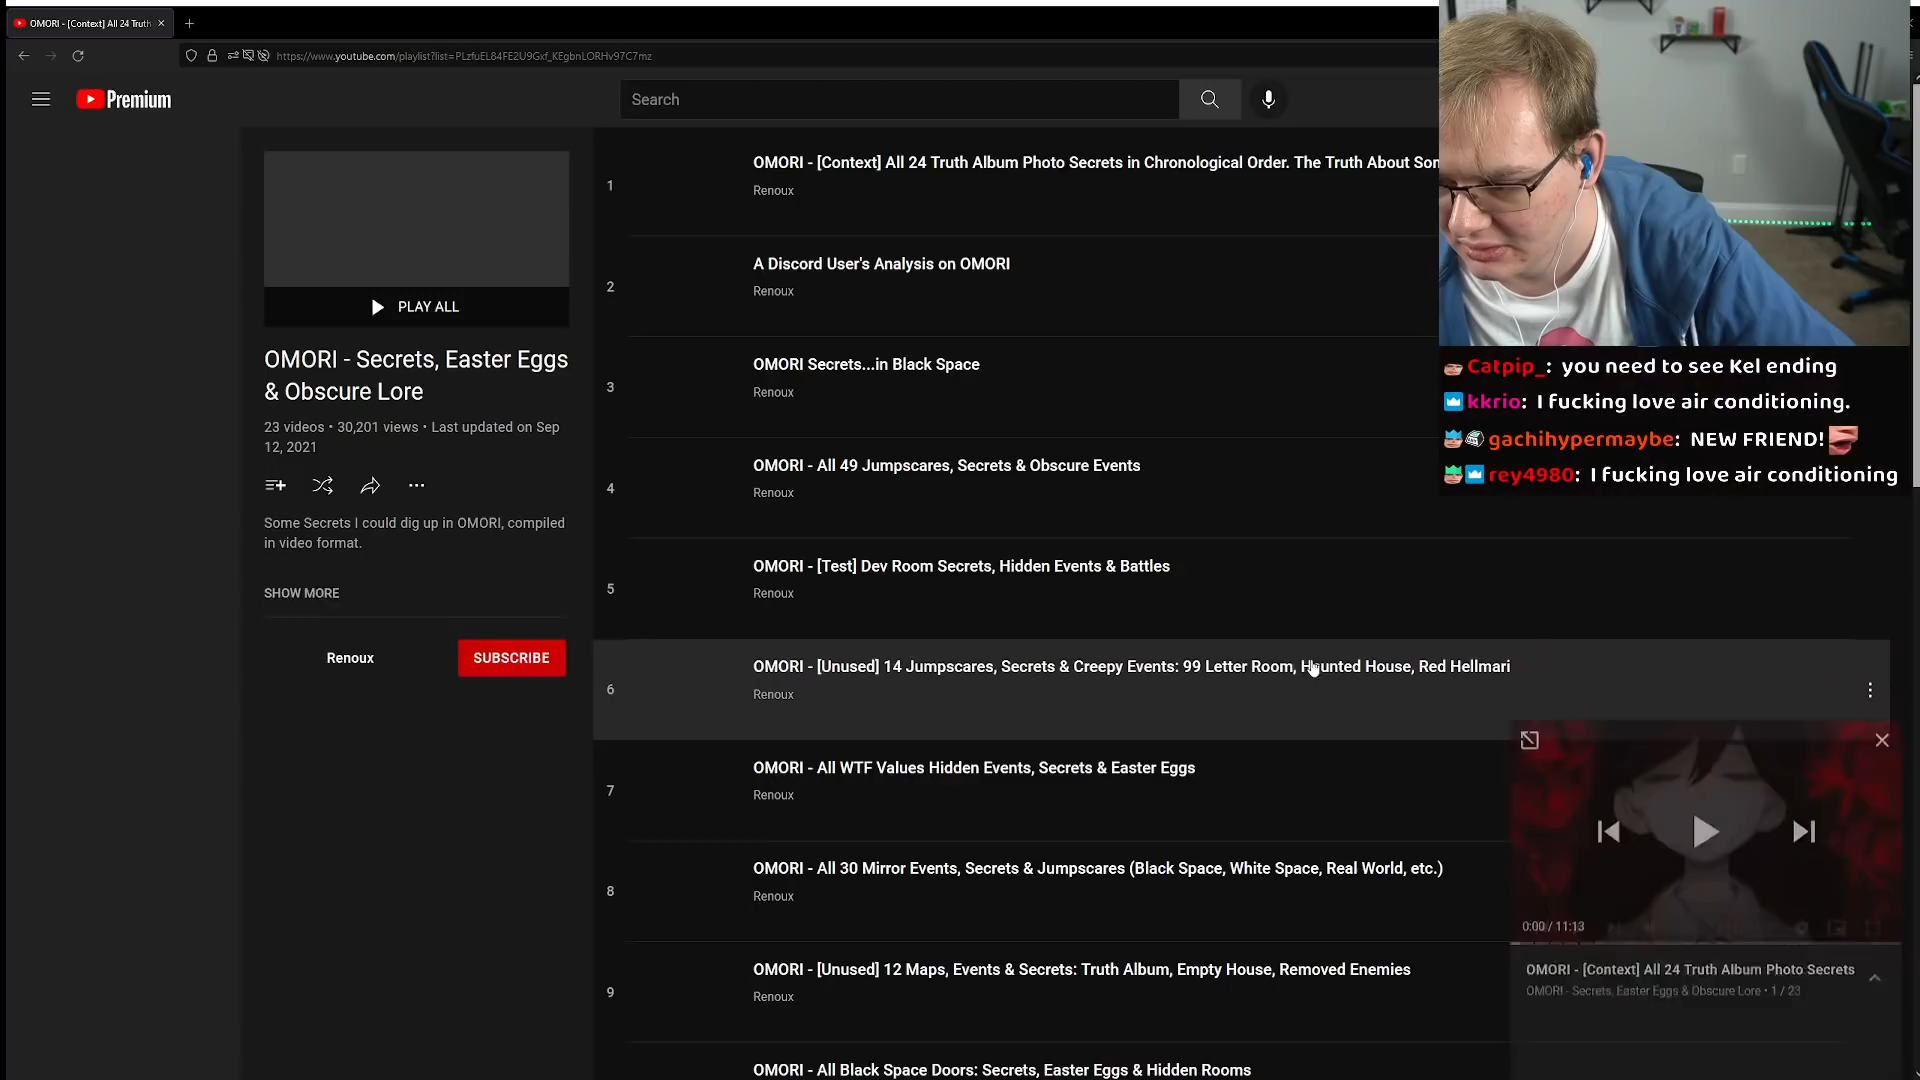 OMORI - [Context] All 24 Truth
https://www.youtube.com/playlist?list=PLzfuEL84FE2U9Gxf_KEgbnLORHv97C7mz
Premium
Search
PLAY ALL
OMORI - Secrets, Easter Eggs
& Obscure Lore
23 videos • 30,201 views • Last updated on Sep
12, 2021
Some Secrets I could dig up in OMORI, compiled
in video format.
SHOW MORE
Renoux
SUBSCRIBE
1
OMORI - [Context] All 24 Truth Album Photo Secrets in Chronological Order. The Truth About Son
Renoux
2
A Discord User's Analysis on OMORI
Renoux
3
OMORI Secrets...in Black Space
Renoux
4
OMORI - All 49 Jumpscares, Secrets & Obscure Events
Renoux
5
OMORI - [Test] Dev Room Secrets, Hidden Events & Battles
Renoux
6
OMORI - [Unused] 14 Jumpscares, Secrets & Creepy Events: 99 Letter Room, Haunted House, Red Hellmari
Renoux
7
OMORI - All WTF Values Hidden Events, Secrets & Easter Eggs
Renoux
8
OMORI - All 30 Mirror Events, Secrets & Jumpscares (Black Space, White Space, Real World, etc.)
Renoux
9
OMORI - [Unused] 12 Maps, Events & Secrets: Truth Album, Empty House, Removed Enemies
Renoux
OMORI - All Black Space Doors: Secrets, Easter Eggs & Hidden Rooms
Catpip_: you need to see Kel ending
kkrio: I fucking love air conditioning.
gachihypermaybe: NEW FRIEND!
rey4980: I fucking love air conditioning
0:00 / 11:13
OMORI - [Context] All 24 Truth Album Photo Secrets
OMORI - Secrets, Easter Eggs & Obscure Lore • 1 / 23